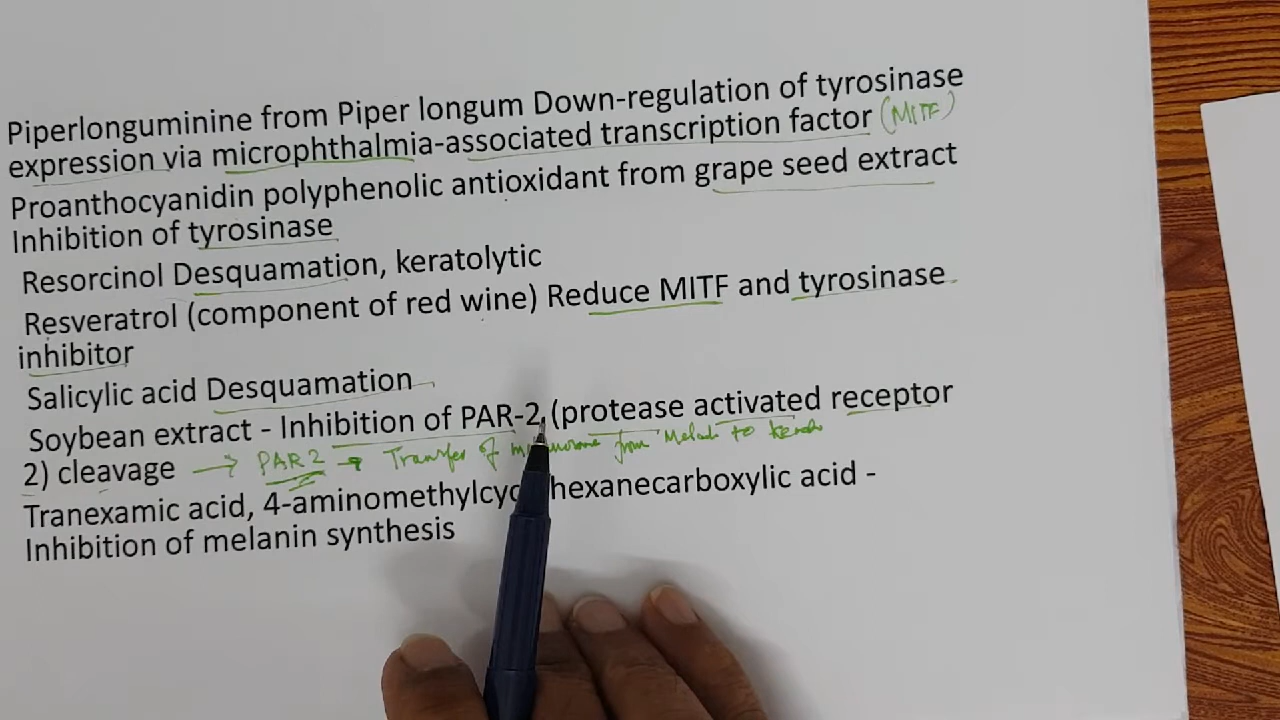 Piperlonguminine from Piper longum Down-regulation of tyrosinase
expression via microphthalmia-associated transcription factor (MITF)
Proanthocyanidin polyphenolic antioxidant from grape seed extract
Inhibition of tyrosinase
Resorcinol Desquamation, keratolytic
Resveratrol (component of red wine) Reduce MITF and tyrosinase
inhibitor
Salicylic acid Desquamation
Soybean extract - Inhibition of PAR-2 (protease activated receptor
2) cleavage → PAR2 → Transfer of from to
Tranexamic acid, 4-aminomethylcyc hexanecarboxylic acid -
Inhibition of melanin synthesis